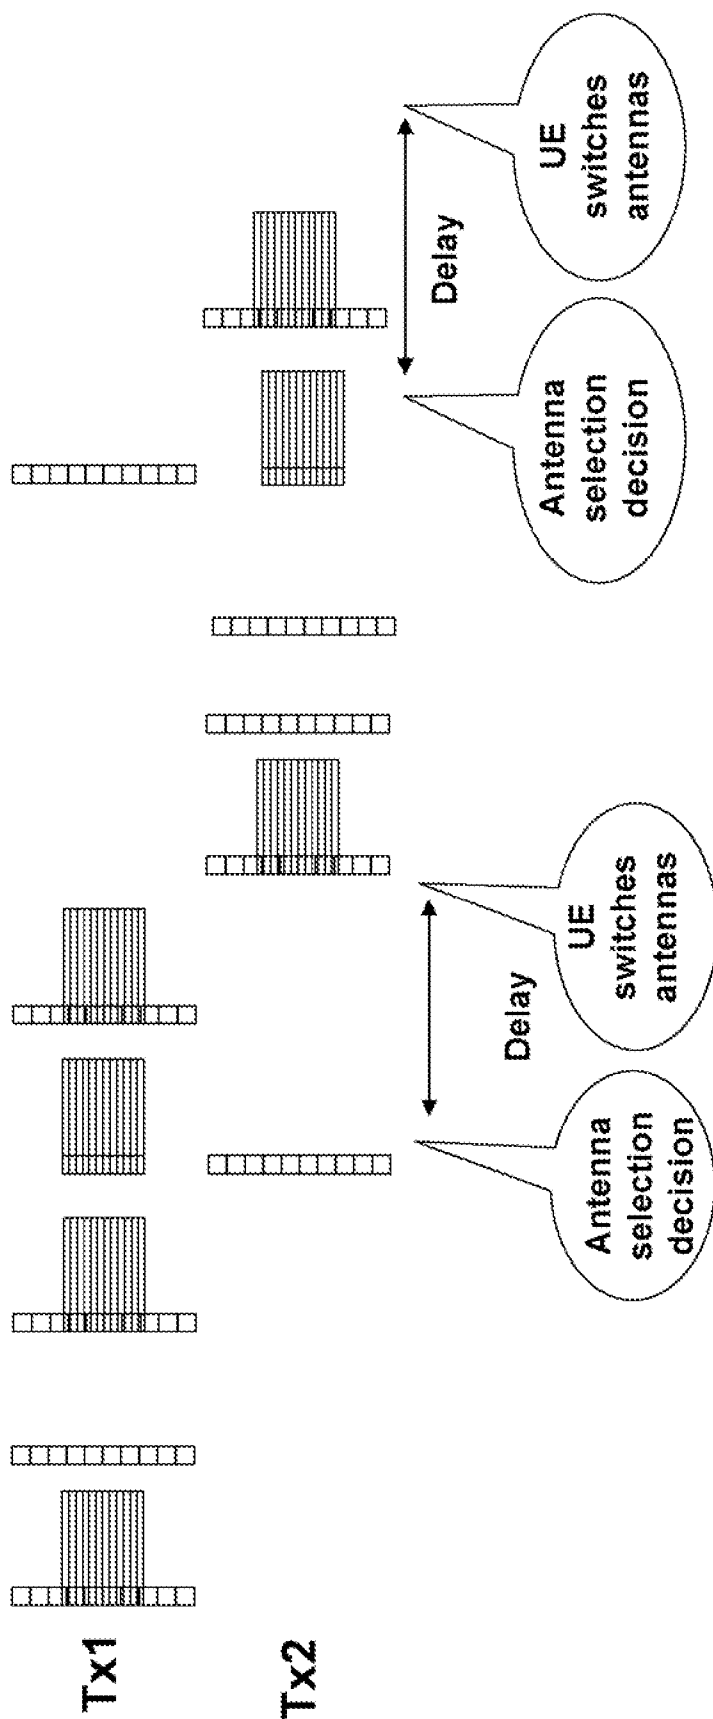 Tx1
Tx2
Delay
Delay
Antenna
selection
decision
UE
switches
antennas
Antenna
selection
decision
UE
switches
antennas